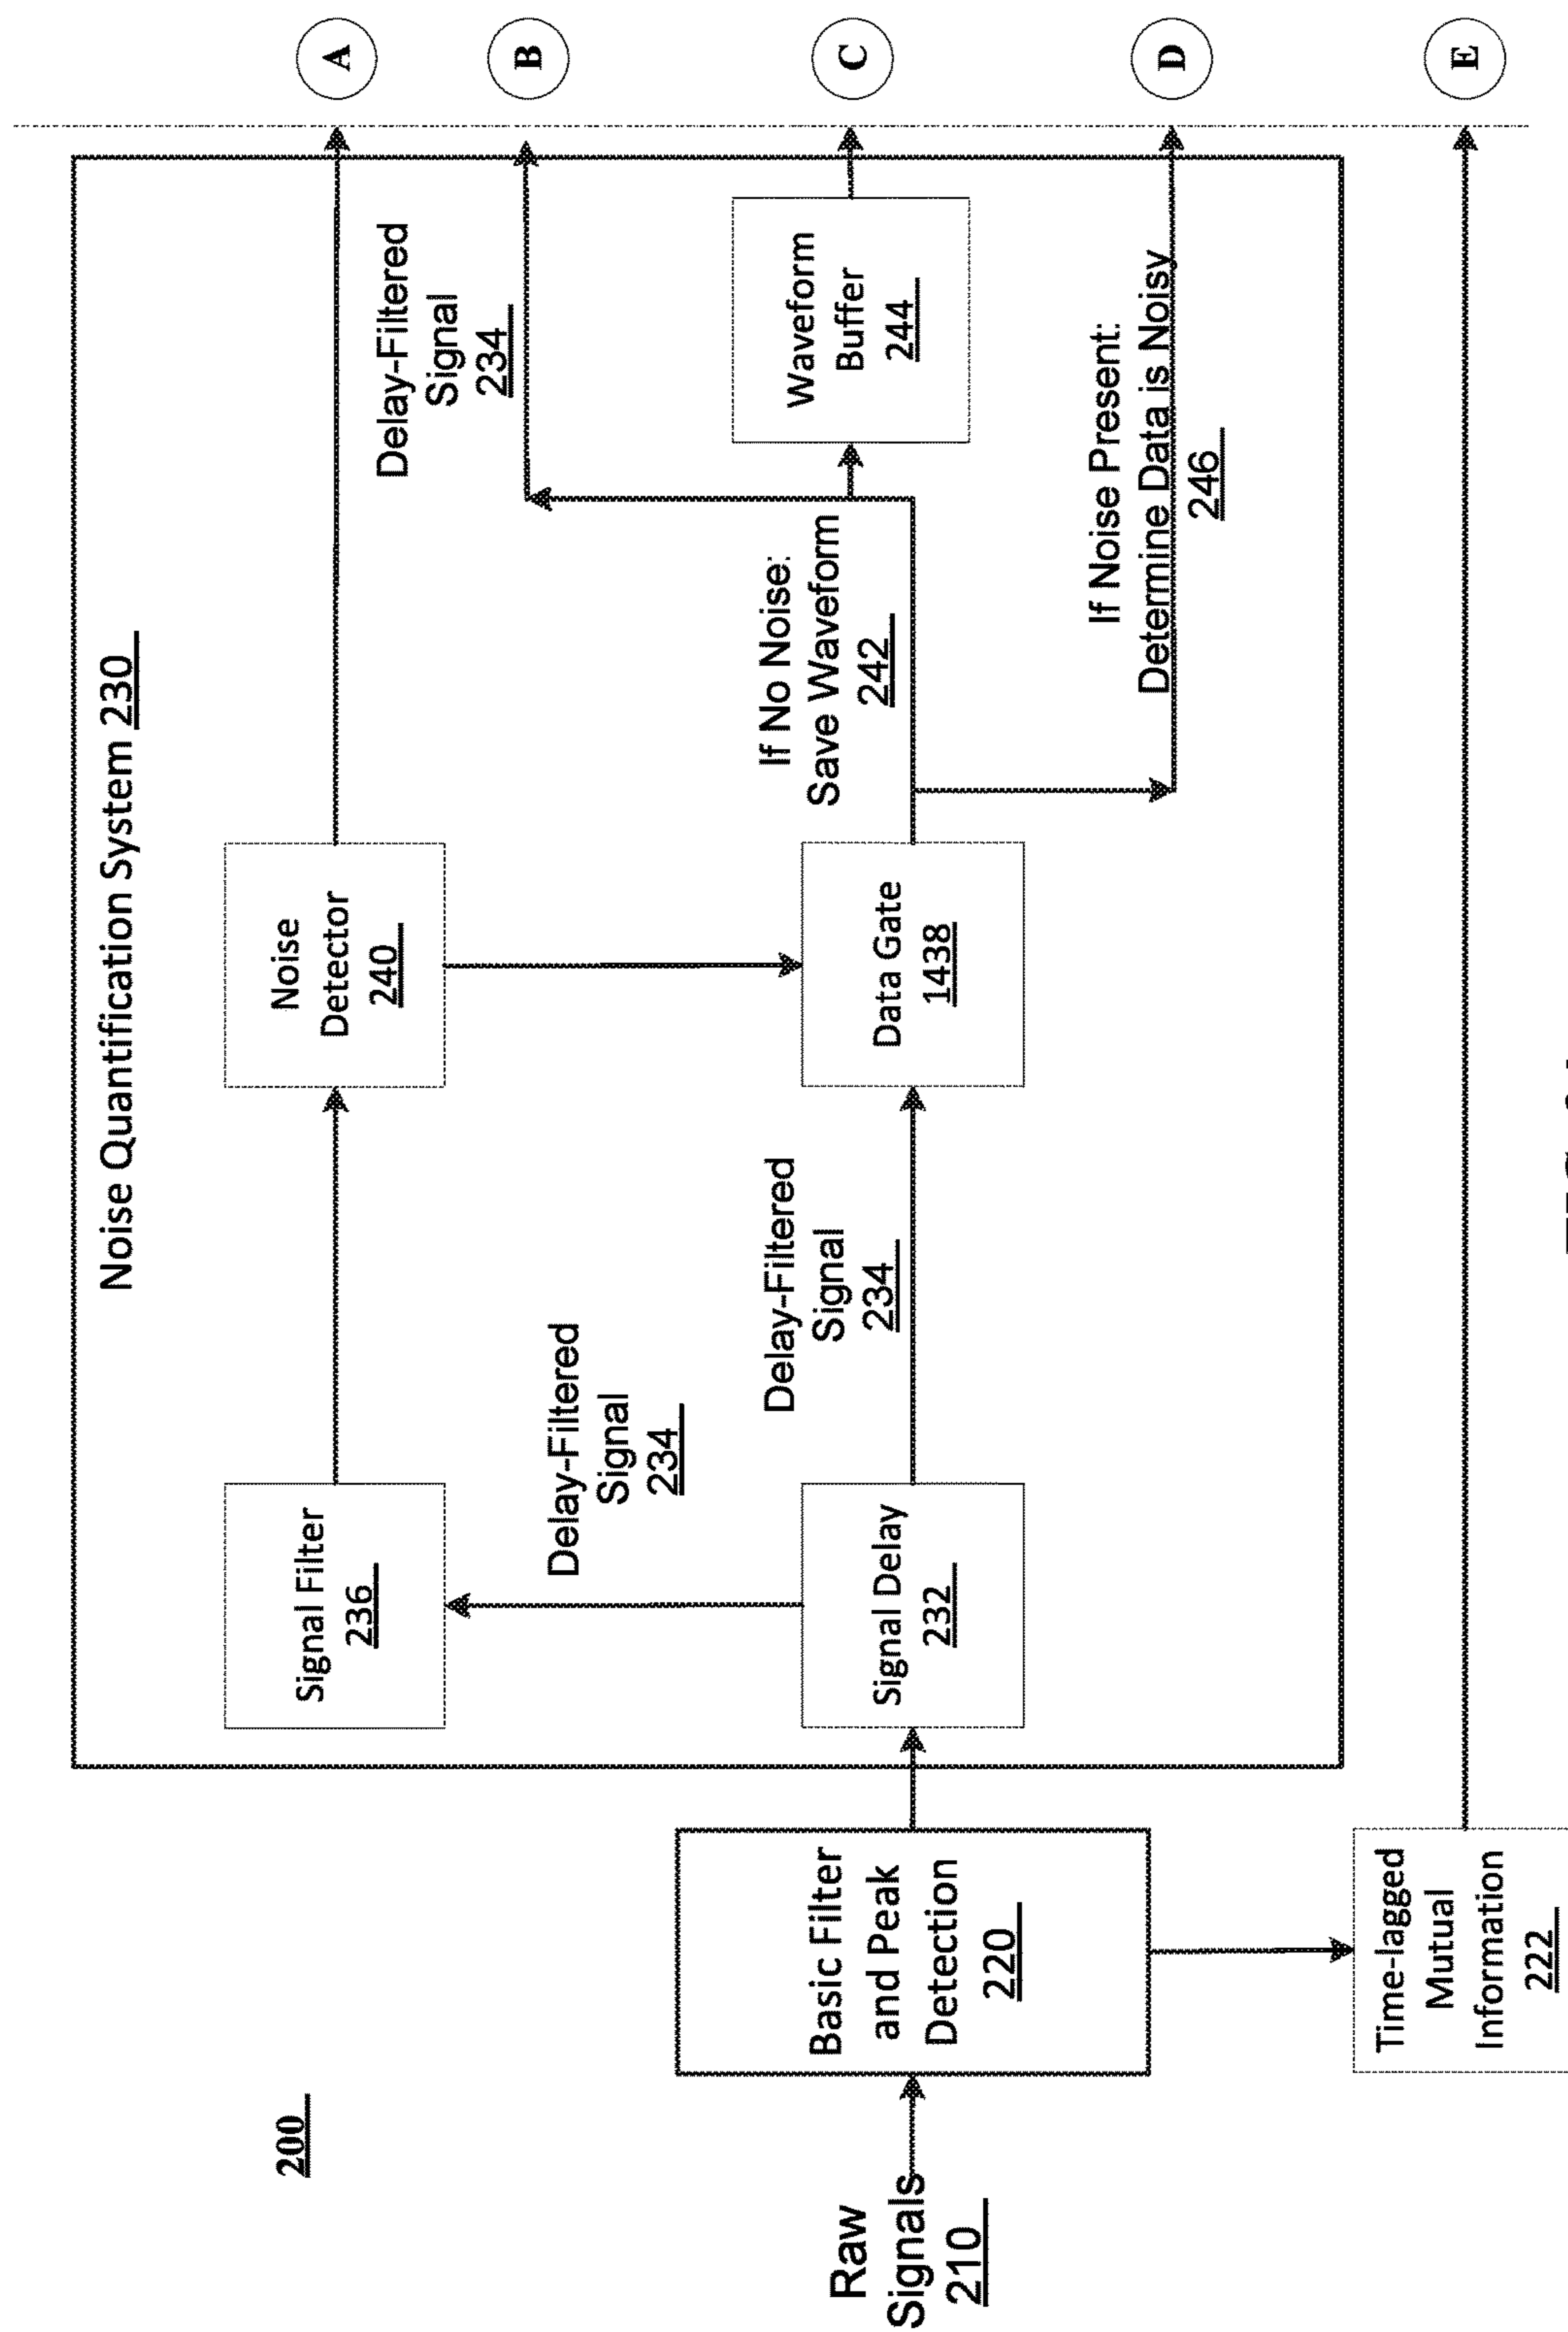 200
Raw
Signals
210
Basic Filter
and Peak
Detection
220
Time-lagged
Mutual
Information
222
Noise Quantification System 230
Signal Filter
236
Delay-Filtered
Signal
234
Signal Delay
232
Delay-Filtered
Signal
234
Noise
Detector
240
Data Gate
1438
If No Noise:
Save Waveform
242
Delay-Filtered
Signal
234
Waveform
Buffer
244
If Noise Present:
Determine Data is Noisy
246
A
B
C
D
E